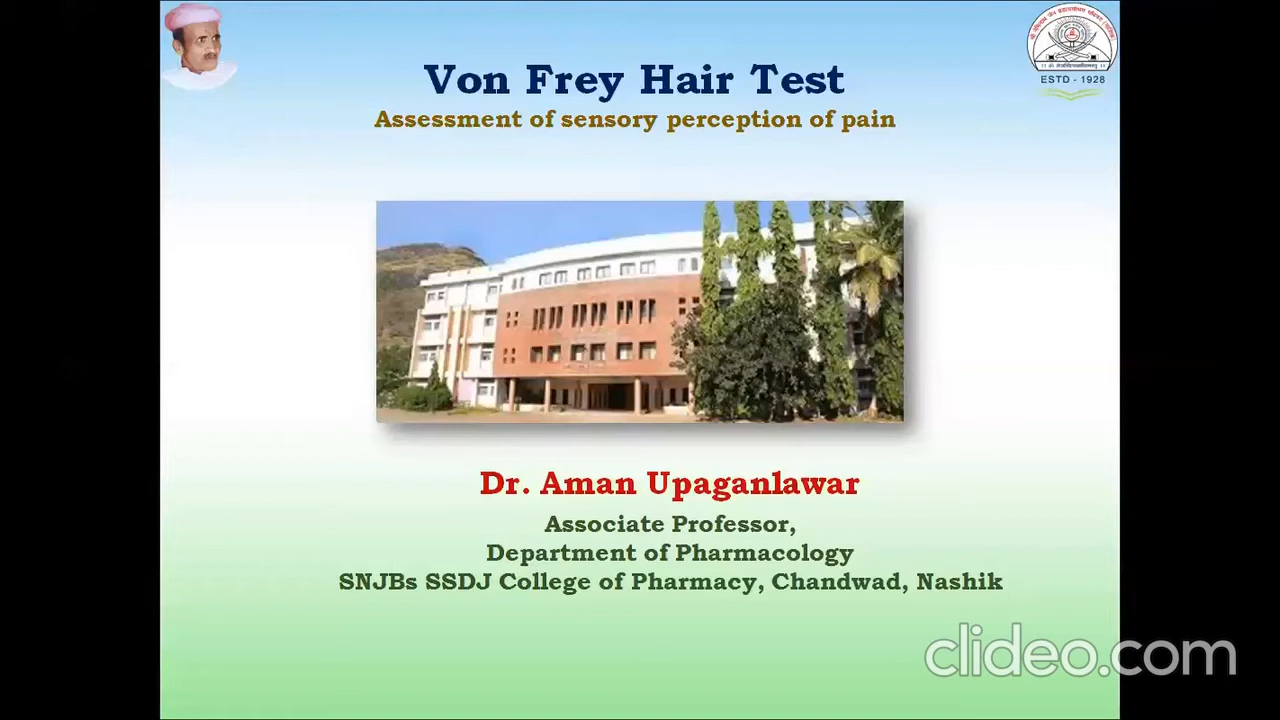 Von Frey Hair Test
Assessment of sensory perception of pain
ESTD - 1928
Dr. Aman Upaganlawar
Associate Professor,
Department of Pharmacology
SNJBs SSDJ College of Pharmacy, Chandwad, Nashik
clideo.com